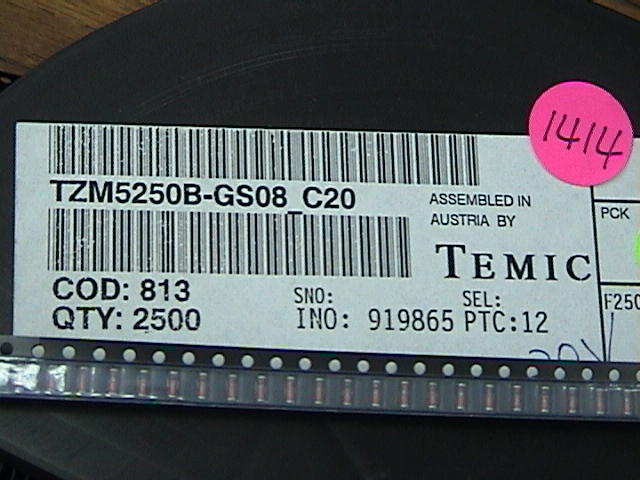 1414
TZM5250B-GS08_C20
ASSEMBLED IN
AUSTRIA BY
TEMIC
PCK
COD: 813
QTY: 2500
SNO:
SEL:
INO: 919865 PTC:12
F250